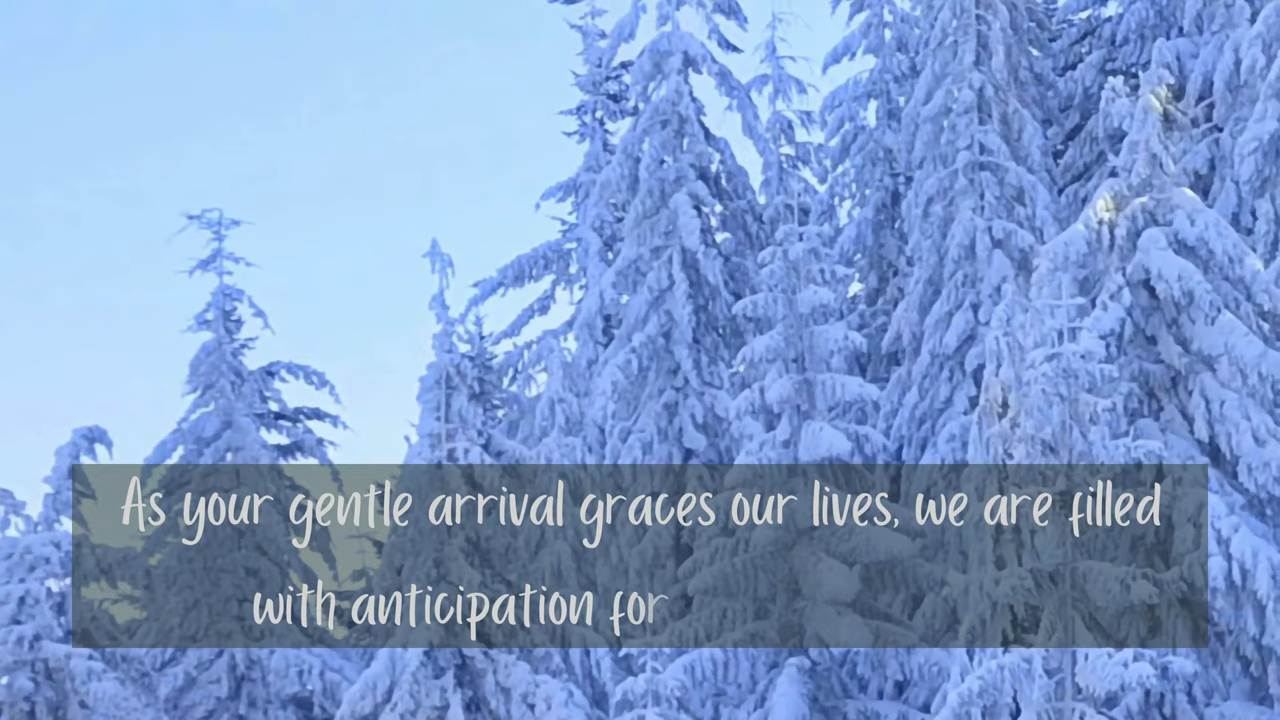 As your gentle arrival graces our lives, we are filled
with anticipation for